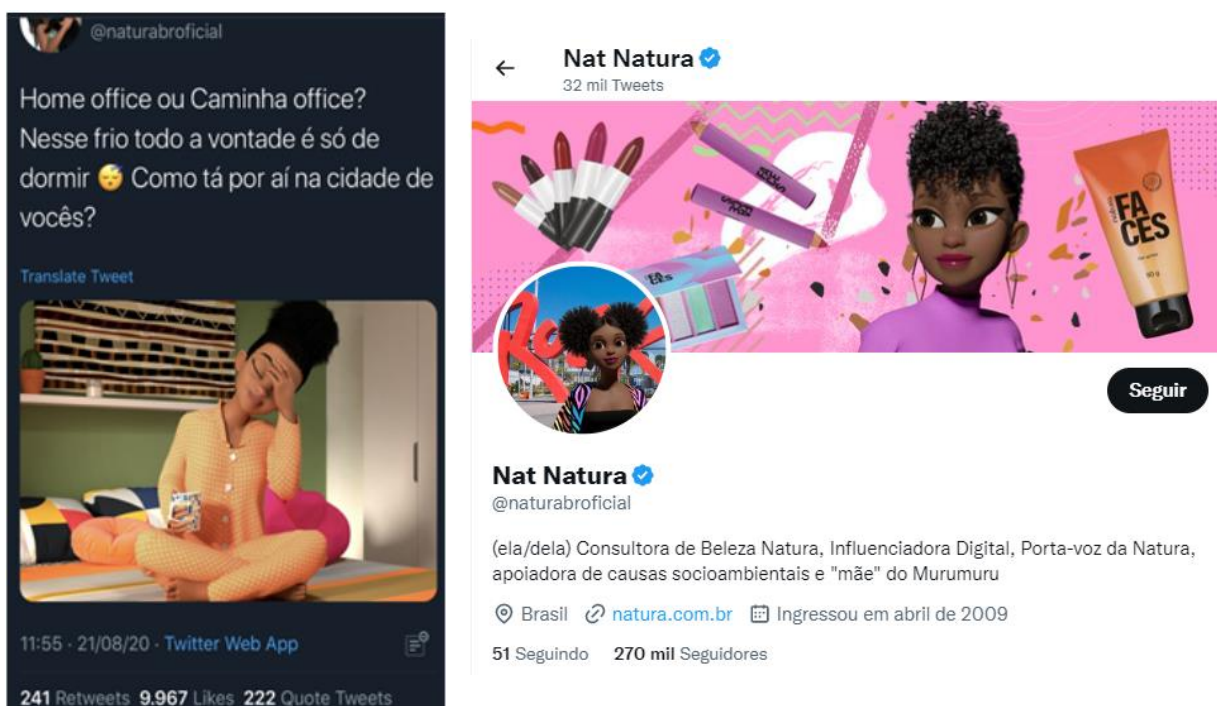 @naturabroficial
Home office ou Caminha office?
Nesse frio todo a vontade é só de
dormir 😴 Como tá por aí na cidade de
vocês?
Translate Tweet
11:55 · 21/08/20 · Twitter Web App
241 Retweets 9.967 Likes 222 Quote Tweets
Nat Natura
32 mil Tweets
FA
CES
Seguir
Nat Natura
@naturabroficial
(ela/dela) Consultora de Beleza Natura, Influenciadora Digital, Porta-voz da Natura,
apoiadora de causas socioambientais e "mãe" do Murumuru
Brasil natura.com.br Ingressou em abril de 2009
51 Seguindo 270 mil Seguidores